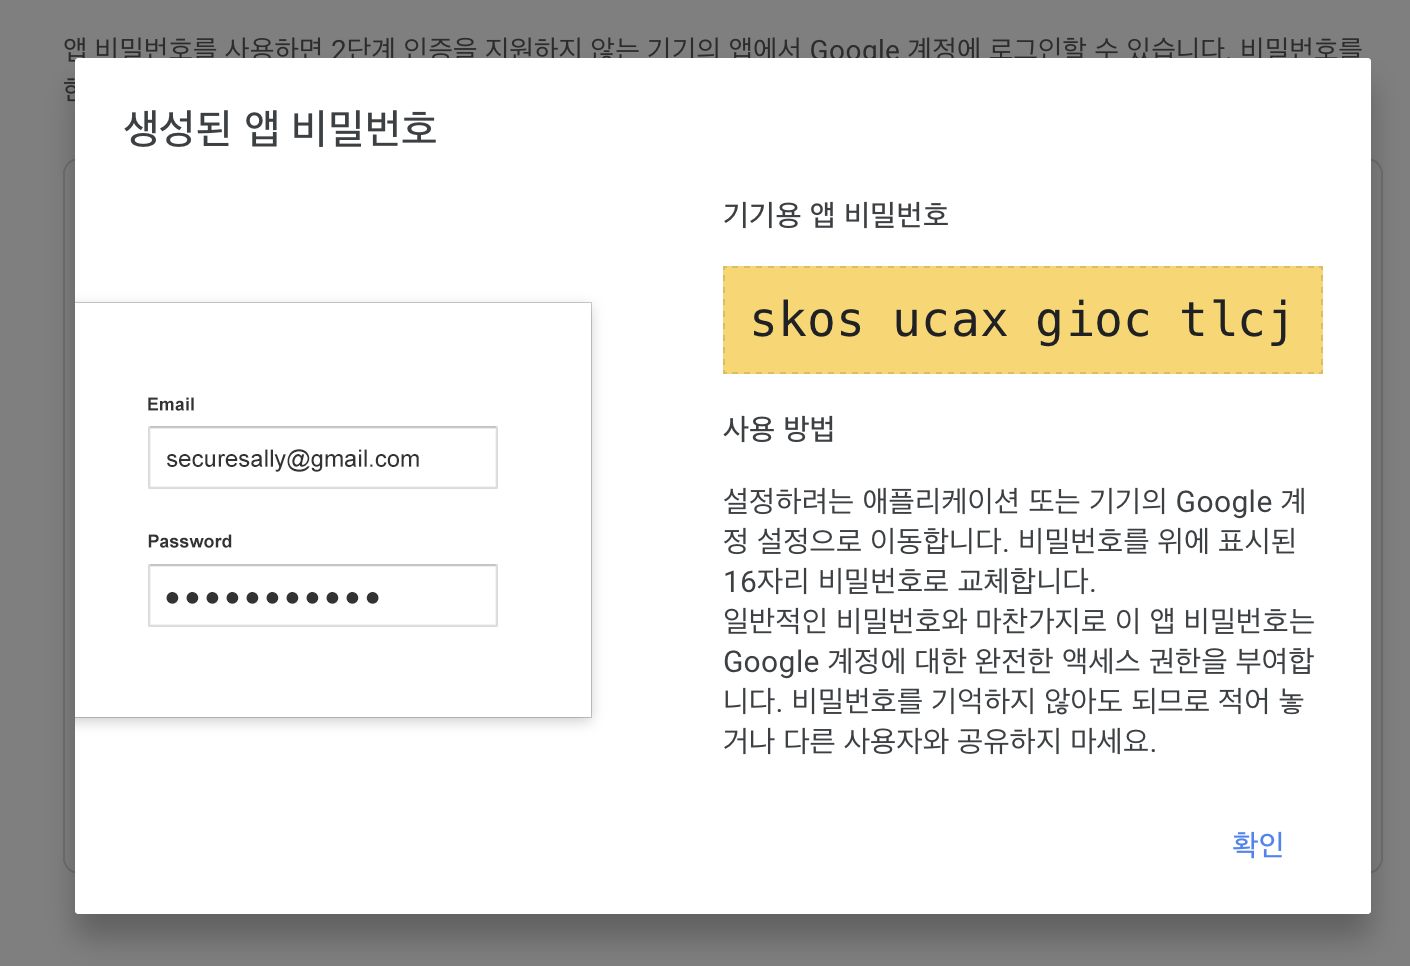 앱 비밀번호를 사용하면 2단계 인증을 지원하지 않는 기기의 앱에서 Google 계정에 로그인할 수 있습니다. 비밀번호를
생성된 앱 비밀번호
Email
securesally@gmail.com
Password
●●●●●●●●●●●
기기용 앱 비밀번호
skos ucax gioc tlcj
사용 방법
설정하려는 애플리케이션 또는 기기의 Google 계
정 설정으로 이동합니다. 비밀번호를 위에 표시된
16자리 비밀번호로 교체합니다.
일반적인 비밀번호와 마찬가지로 이 앱 비밀번호는
Google 계정에 대한 완전한 액세스 권한을 부여합
니다. 비밀번호를 기억하지 않아도 되므로 적어 놓
거나 다른 사용자와 공유하지 마세요.
확인